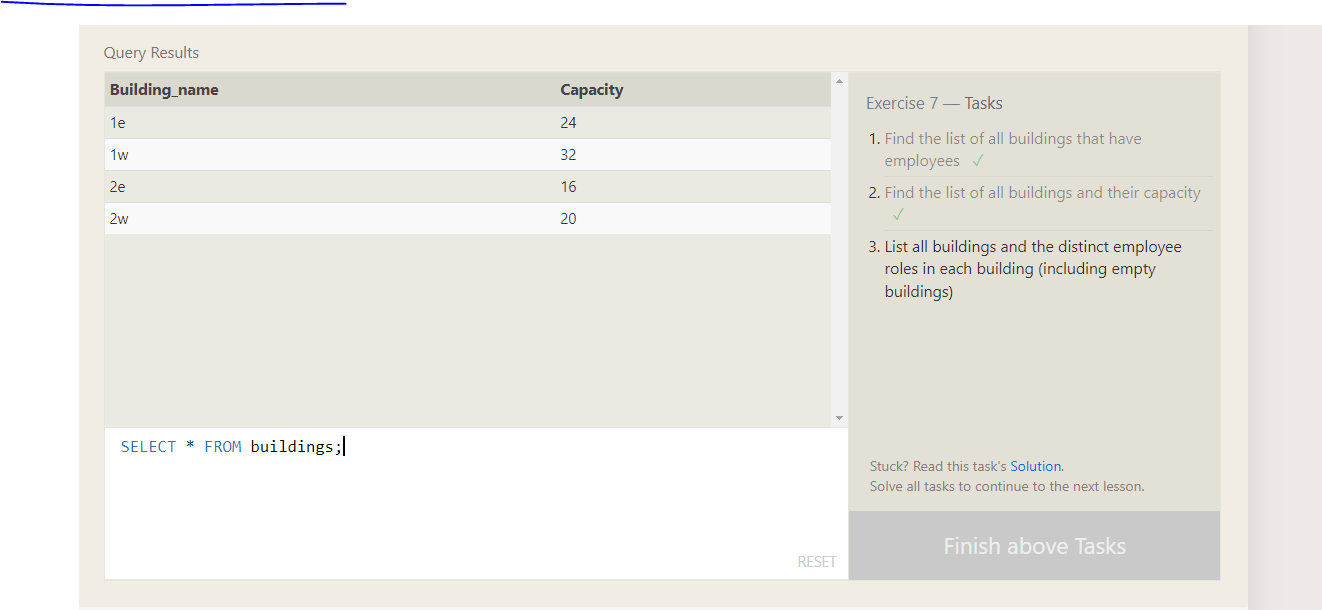 Query Results
Building_name Capacity
1e 24
1w 32
2e 16
2w 20
SELECT * FROM buildings;
RESET
Exercise 7 — Tasks
1. Find the list of all buildings that have
employees ✓
2. Find the list of all buildings and their capacity
✓
3. List all buildings and the distinct employee
roles in each building (including empty
buildings)
Stuck? Read this task's Solution.
Solve all tasks to continue to the next lesson.
Finish above Tasks